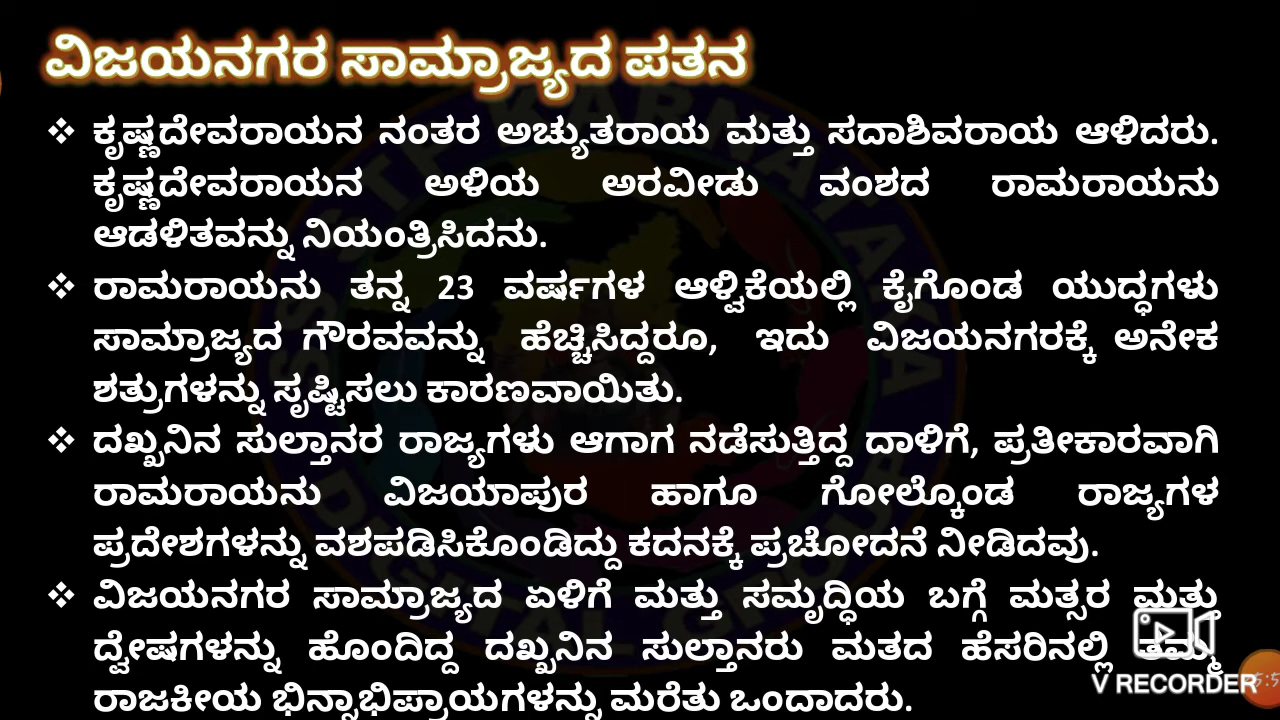 ವಿಜಯನಗರ ಸಾಮ್ರಾಜ್ಯದ ಪತನ
❖ ಕೃಷ್ಣದೇವರಾಯನ ನಂತರ ಅಚ್ಯುತರಾಯ ಮತ್ತು ಸದಾಶಿವರಾಯ ಆಳಿದರು.
ಕೃಷ್ಣದೇವರಾಯನ ಅಳಿಯ ಅರವೀಡು ವಂಶದ ರಾಮರಾಯನು
ಆಡಳಿತವನ್ನು ನಿಯಂತ್ರಿಸಿದನು.
❖ ರಾಮರಾಯನು ತನ್ನ 23 ವರ್ಷಗಳ ಆಳ್ವಿಕೆಯಲ್ಲಿ ಕೈಗೊಂಡ ಯುದ್ಧಗಳು
ಸಾಮ್ರಾಜ್ಯದ ಗೌರವವನ್ನು ಹೆಚ್ಚಿಸಿದ್ದರೂ, ಇದು ವಿಜಯನಗರಕ್ಕೆ ಅನೇಕ
ಶತ್ರುಗಳನ್ನು ಸೃಷ್ಟಿಸಲು ಕಾರಣವಾಯಿತು.
❖ ದಖ್ಖನಿನ ಸುಲ್ತಾನರ ರಾಜ್ಯಗಳು ಆಗಾಗ ನಡೆಸುತ್ತಿದ್ದ ದಾಳಿಗೆ, ಪ್ರತೀಕಾರವಾಗಿ
ರಾಮರಾಯನು ವಿಜಯಾಪುರ ಹಾಗೂ ಗೋಲ್ಕೊಂಡ ರಾಜ್ಯಗಳ
ಪ್ರದೇಶಗಳನ್ನು ವಶಪಡಿಸಿಕೊಂಡಿದ್ದು ಕದನಕ್ಕೆ ಪ್ರಚೋದನೆ ನೀಡಿದವು.
❖ ವಿಜಯನಗರ ಸಾಮ್ರಾಜ್ಯದ ಏಳಿಗೆ ಮತ್ತು ಸಮೃದ್ಧಿಯ ಬಗ್ಗೆ ಮತ್ಸರ ಮತ್ತು
ದ್ವೇಷಗಳನ್ನು ಹೊಂದಿದ್ದ ದಖ್ಖನಿನ ಸುಲ್ತಾನರು ಮತದ ಹೆಸರಿನಲ್ಲಿ ತಮ್ಮ
ರಾಜಕೀಯ ಭಿನ್ನಾಭಿಪ್ರಾಯಗಳನ್ನು ಮರೆತು ಒಂದಾದರು.
V RECORDER